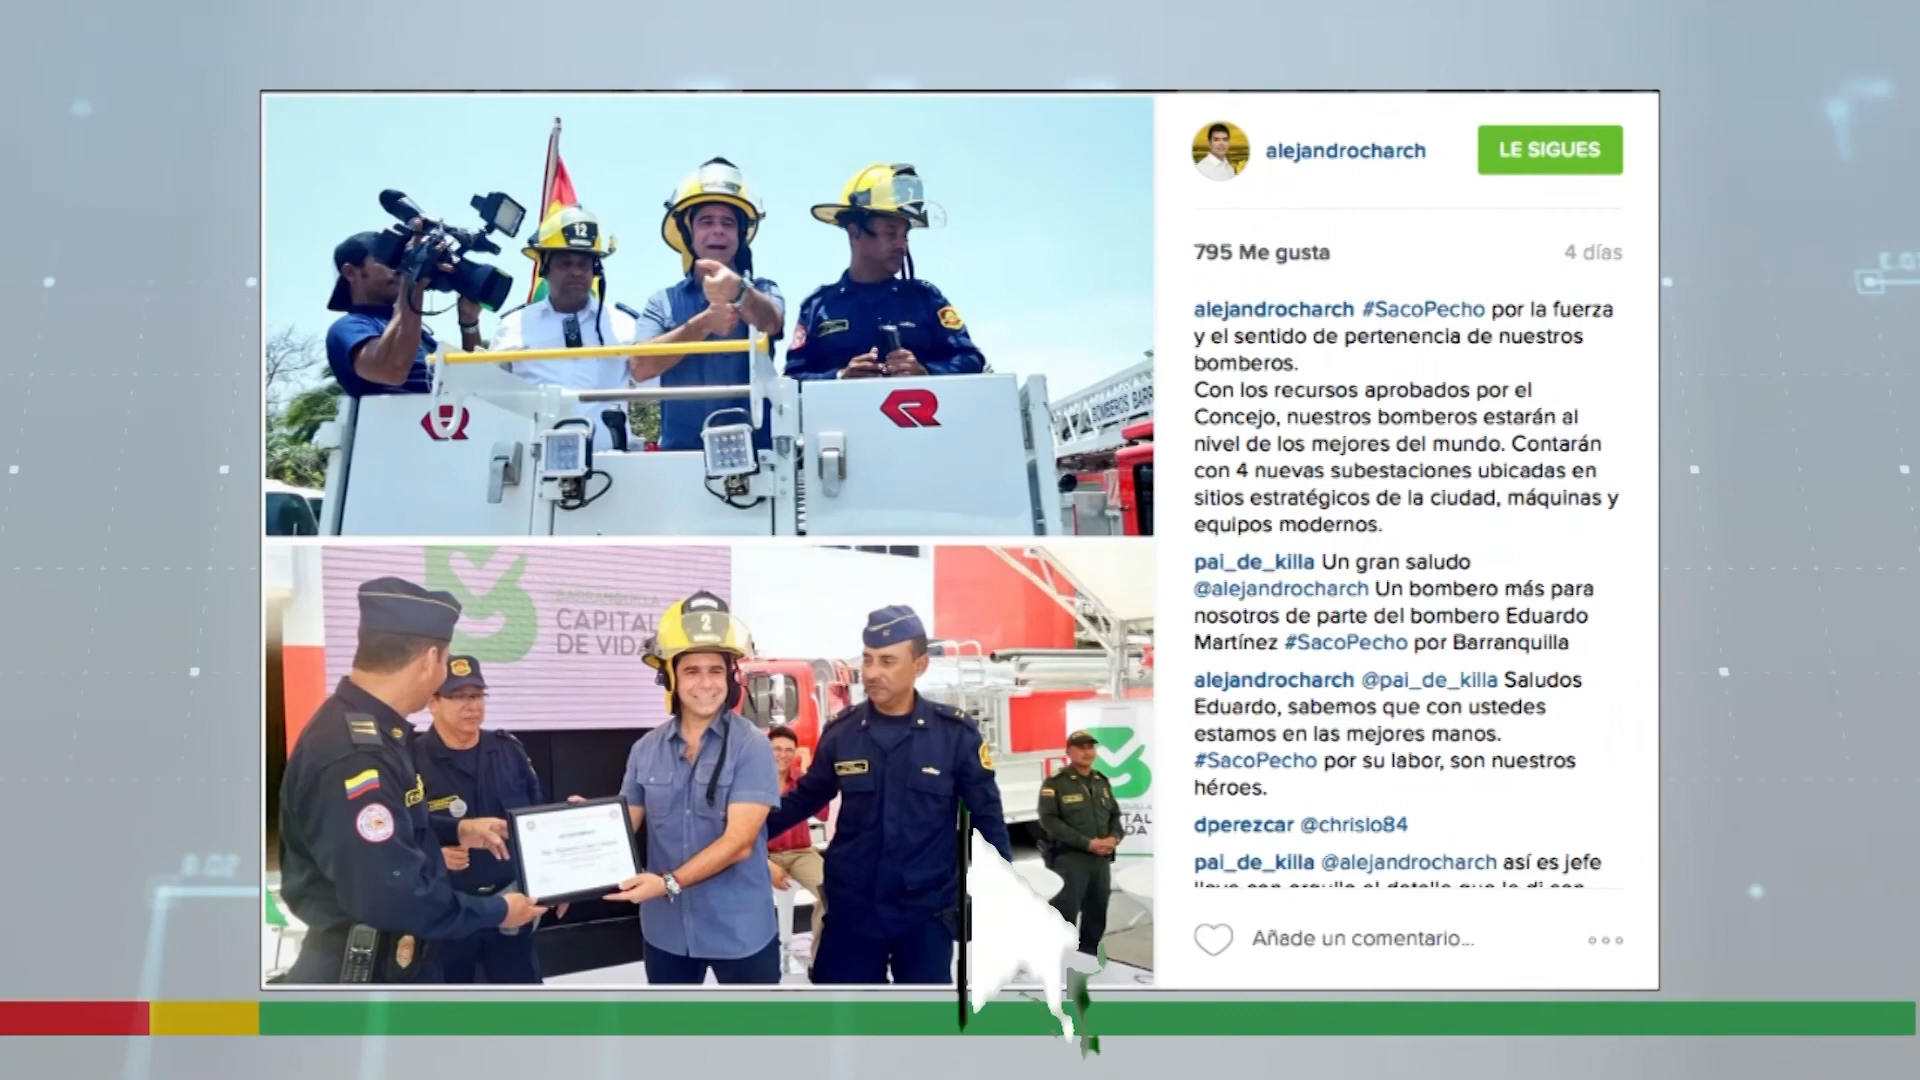 alejandrocharch
LE SIGUES
795 Me gusta
4 días
alejandrocharch #SacoPecho por la fuerza
y el sentido de pertenencia de nuestros
bomberos.
Con los recursos aprobados por el
Concejo, nuestros bomberos estarán al
nivel de los mejores del mundo. Contarán
con 4 nuevas subestaciones ubicadas en
sitios estratégicos de la ciudad, máquinas y
equipos modernos.
pai_de_killa Un gran saludo
@alejandrocharch Un bombero más para
nosotros de parte del bombero Eduardo
Martínez #SacoPecho por Barranquilla
alejandrocharch @pai_de_killa Saludos
Eduardo, sabemos que con ustedes
estamos en las mejores manos.
#SacoPecho por su labor, son nuestros
héroes.
dperezcar @chrislo84
pai_de_killa @alejandrocharch así es jefe
Añade un comentario...
12
BOMBEROS BARR
BARRANQUILLA
CAPITAL
DE VIDA
2
TAL
DA